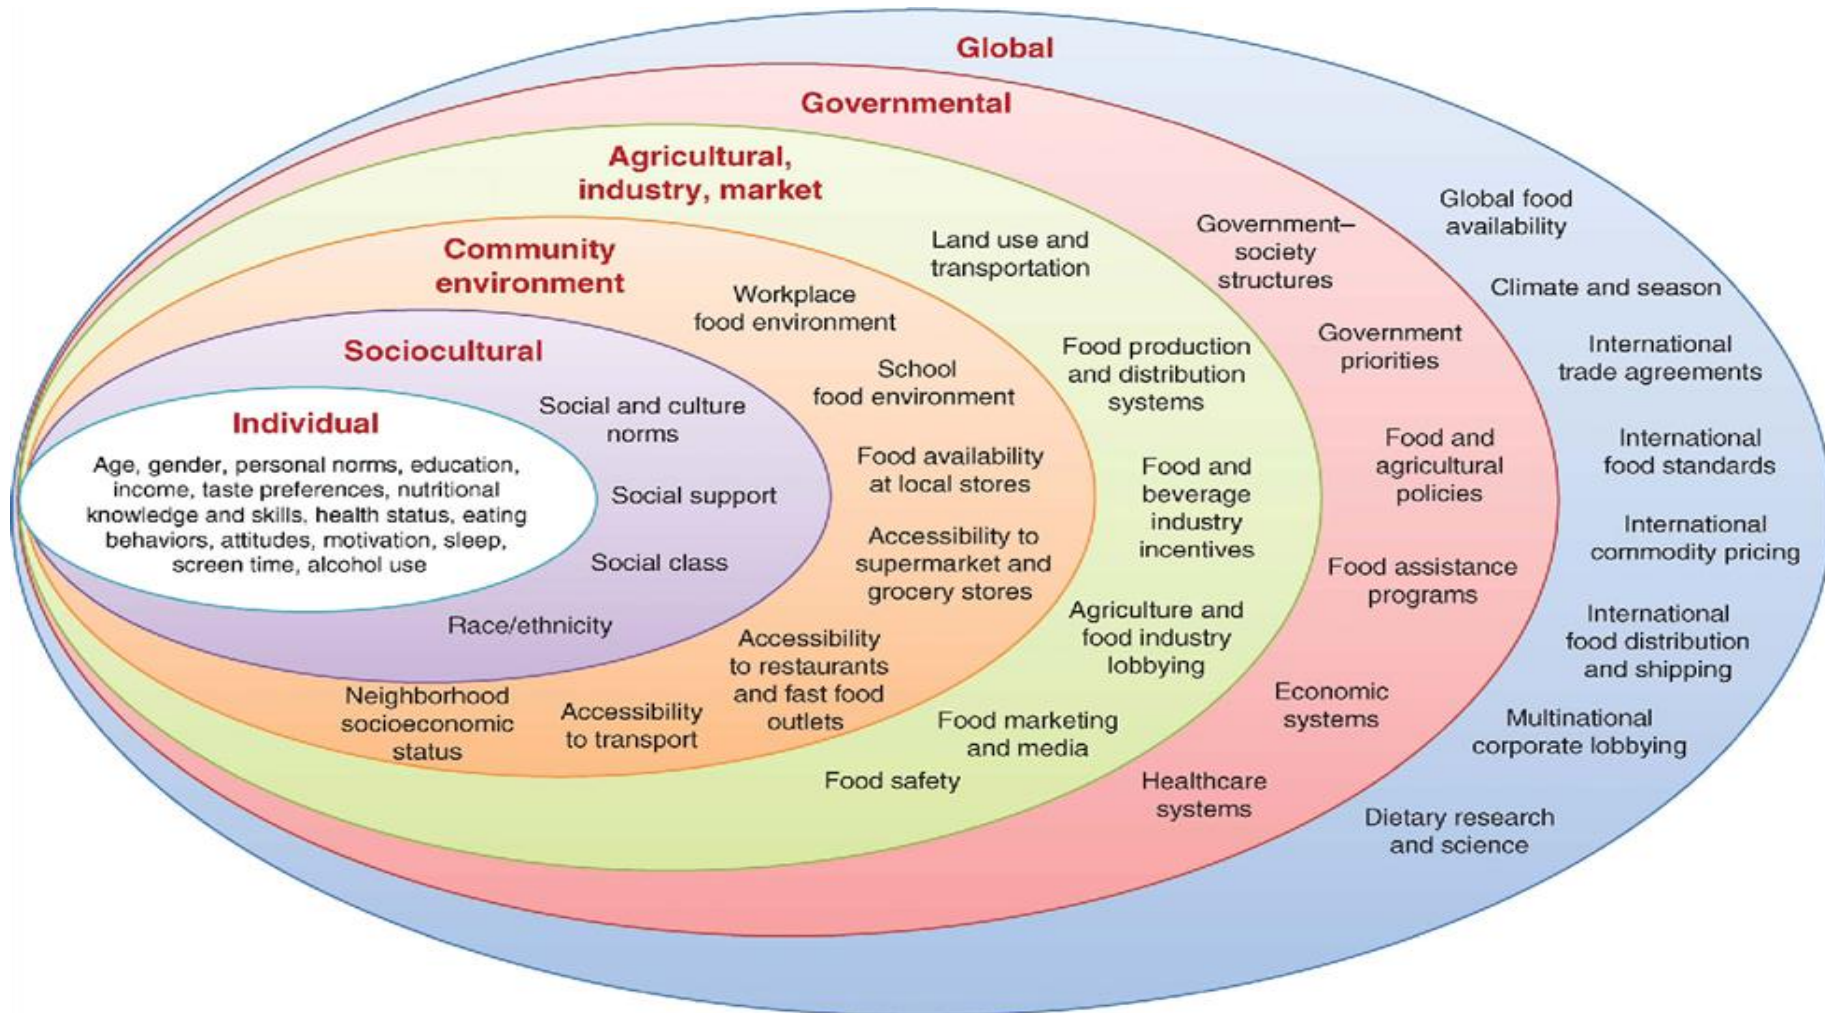 Global
Governmental
Agricultural,
industry, market
Community
environment
Sociocultural
Individual
Age, gender, personal norms, education,
income, taste preferences, nutritional
knowledge and skills, health status, eating
behaviors, attitudes, motivation, sleep,
screen time, alcohol use
Social and culture
norms
Social support
Social class
Race/ethnicity
Workplace
food environment
School
food environment
Food availability
at local stores
Accessibility to
supermarket and
grocery stores
Accessibility
to restaurants
and fast food
outlets
Accessibility
to transport
Neighborhood
socioeconomic
status
Land use and
transportation
Food production
and distribution
systems
Food and
beverage
industry
incentives
Agriculture and
food industry
lobbying
Food marketing
and media
Food safety
Government–
society
structures
Government
priorities
Food and
agricultural
policies
Food assistance
programs
Economic
systems
Healthcare
systems
Global food
availability
Climate and season
International
trade agreements
International
food standards
International
commodity pricing
International
food distribution
and shipping
Multinational
corporate lobbying
Dietary research
and science